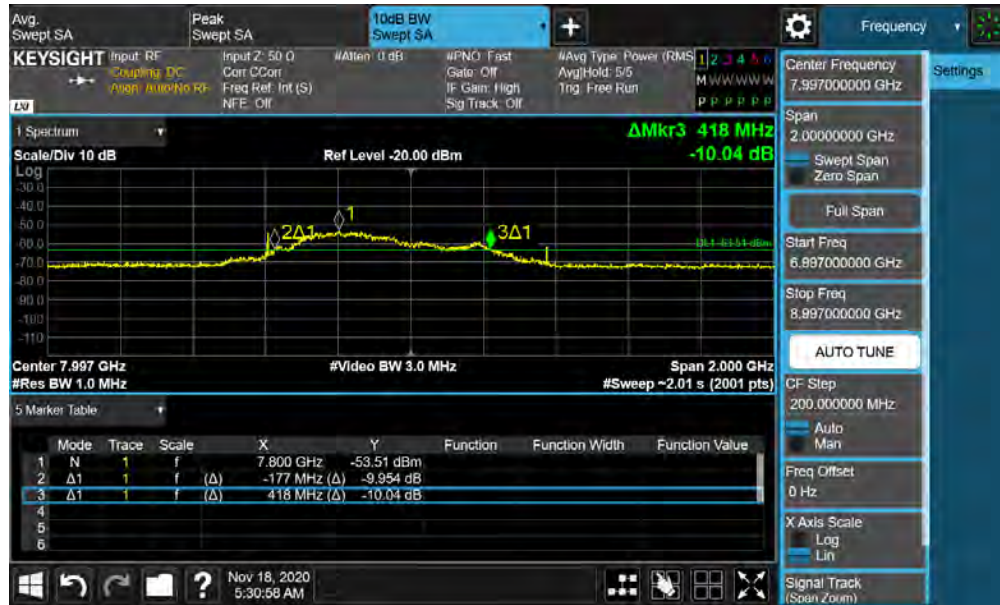 Avg. Peak 10dB BW
Swept SA Swept SA Swept SA + Frequency
KEYSIGHT Input: RF Input Z: 50 Ω #Atten: 0 dB #PNO: Fast #Avg Type: Power (RMS 1 2 3 4 5 6
Coupling: DC Corr CCorr Gate: Off Avg|Hold: 5/5 M W W W W W
Align: Auto/No RF Freq Ref: Int (S) IF Gain: High Trig: Free Run
LXI NFE: Off Sig Track: Off P P P P P P
1 Spectrum ΔMkr3 418 MHz
Scale/Div 10 dB Ref Level -20.00 dBm -10.04 dB
Log
-30.0
-40.0
-50.0
-60.0
-70.0
-80.0
-90.0
-100
-110
1
2Δ1 3Δ1
DL1 -63.51 dBm
Center 7.997 GHz #Video BW 3.0 MHz Span 2.000 GHz
#Res BW 1.0 MHz #Sweep ~2.01 s (2001 pts)
5 Marker Table
Mode Trace Scale X Y Function Function Width Function Value
1 N 1 f 7.800 GHz -53.51 dBm
2 Δ1 1 f (Δ) -177 MHz (Δ) -9.954 dB
3 Δ1 1 f (Δ) 418 MHz (Δ) -10.04 dB
4
5
6
? Nov 18, 2020
5:30:58 AM
Center Frequency
7.997000000 GHz
Settings
Span
2.00000000 GHz
Swept Span
Zero Span
Full Span
Start Freq
6.997000000 GHz
Stop Freq
8.997000000 GHz
AUTO TUNE
CF Step
200.000000 MHz
Auto
Man
Freq Offset
0 Hz
X Axis Scale
Log
Lin
Signal Track
(Span Zoom)